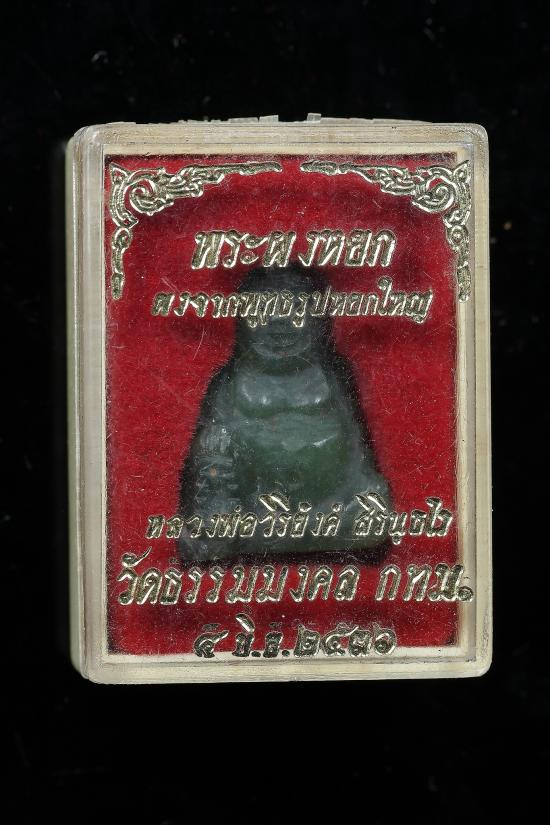 พระผงหยก
ผงจากพุทธรูปหยกใหญ่
หลวงพ่อวิริยังค์ สิรินฺธโร
วัดธรรมมงคล กทม.
๕ ธ.ค. ๒๕๓๖